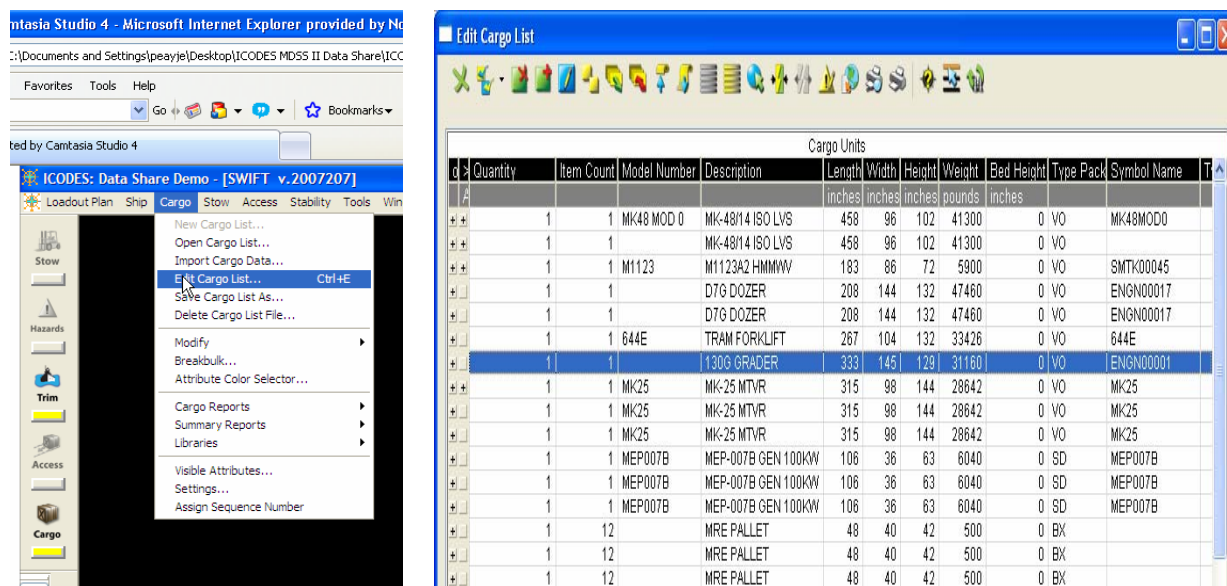 mtasia Studio 4 - Microsoft Internet Explorer provided by No
C:\Documents and Settings\peayje\Desktop\ICODES MDSS II Data Share\ICO
Favorites Tools Help
Go Bookmarks
ted by Camtasia Studio 4
ICODES: Data Share Demo - [SWIFT v.2007207]
Loadout Plan Ship Cargo Stow Access Stability Tools Win
Stow
Hazards
Trim
Access
Cargo
New Cargo List...
Open Cargo List...
Import Cargo Data...
Edit Cargo List... Ctrl+E
Save Cargo List As...
Delete Cargo List File...
Modify
Breakbulk...
Attribute Color Selector...
Cargo Reports
Summary Reports
Libraries
Visible Attributes...
Settings...
Assign Sequence Number
Edit Cargo List
Cargo Units
d > Quantity Item Count Model Number Description Length Width Height Weight Bed Height Type Pack Symbol Name T
A inches inches inches pounds inches
+ + 1 1 MK48 MOD 0 MK-48/14 ISO LVS 458 96 102 41300 0 VO MK48MOD0
+ + 1 1 MK-48/14 ISO LVS 458 96 102 41300 0 VO
+ + 1 1 M1123 M1123A2 HMMWV 183 86 72 5900 0 VO SMTK00045
+ 1 1 D7G DOZER 208 144 132 47460 0 VO ENGN00017
+ 1 1 D7G DOZER 208 144 132 47460 0 VO ENGN00017
+ 1 1 644E TRAM FORKLIFT 267 104 132 33426 0 VO 644E
+ 1 1 130G GRADER 333 145 129 31160 0 VO ENGN00001
+ + 1 1 MK25 MK-25 MTVR 315 98 144 28642 0 VO MK25
+ 1 1 MK25 MK-25 MTVR 315 98 144 28642 0 VO MK25
+ 1 1 MK25 MK-25 MTVR 315 98 144 28642 0 VO MK25
+ 1 1 MEP007B MEP-007B GEN 100KW 106 36 63 6040 0 SD MEP007B
+ 1 1 MEP007B MEP-007B GEN 100KW 106 36 63 6040 0 SD MEP007B
+ 1 1 MEP007B MEP-007B GEN 100KW 106 36 63 6040 0 SD MEP007B
+ 1 12 MRE PALLET 48 40 42 500 0 BX
+ 1 12 MRE PALLET 48 40 42 500 0 BX
+ 1 12 MRE PALLET 48 40 42 500 0 BX